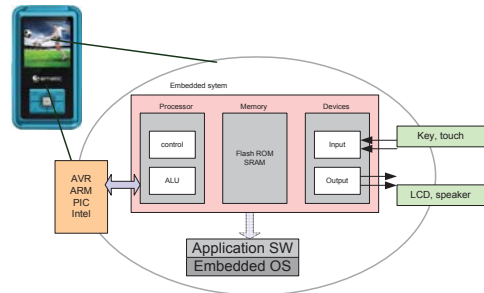 ematic
Embedded sytem
Processor
Memory
Devices
control
ALU
Flash ROM
SRAM
Input
Output
Key, touch
LCD, speaker
AVR
ARM
PIC
Intel
Application SW
Embedded OS